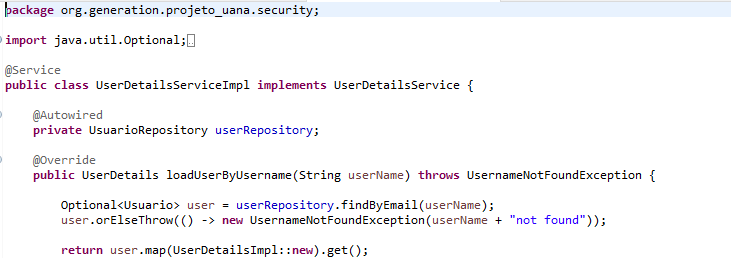 package org.generation.projeto_uana.security;
import java.util.Optional;
@Service
public class UserDetailsServiceImpl implements UserDetailsService {
@Autowired
private UsuarioRepository userRepository;
@Override
public UserDetails loadUserByUsername(String userName) throws UsernameNotFoundException {
Optional<Usuario> user = userRepository.findByEmail(userName);
user.orElseThrow(() -> new UsernameNotFoundException(userName + "not found"));
return user.map(UserDetailsImpl::new).get();